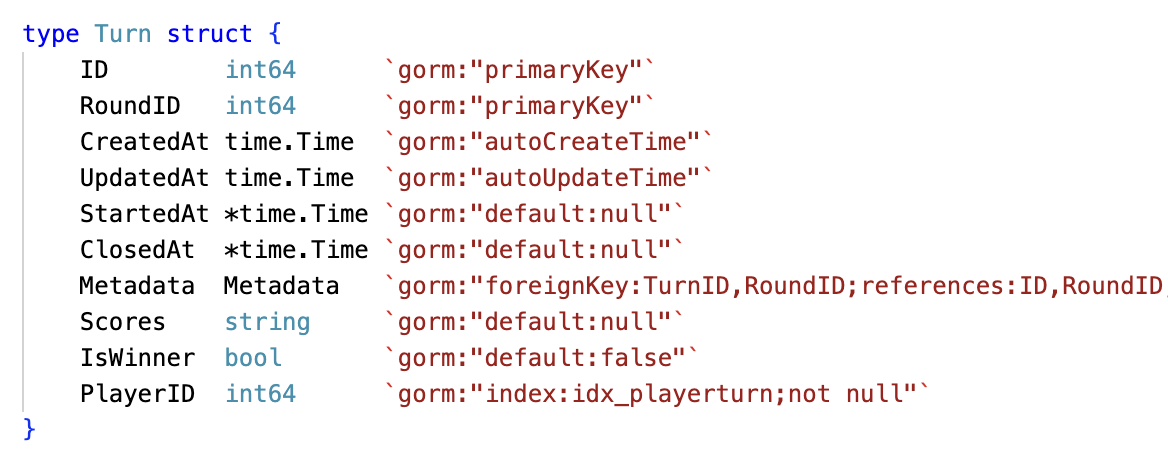 type Turn struct {
    ID        int64      `gorm:"primaryKey"`
    RoundID   int64      `gorm:"primaryKey"`
    CreatedAt time.Time  `gorm:"autoCreateTime"`
    UpdatedAt time.Time  `gorm:"autoUpdateTime"`
    StartedAt *time.Time `gorm:"default:null"`
    ClosedAt  *time.Time `gorm:"default:null"`
    Metadata  Metadata   `gorm:"foreignKey:TurnID,RoundID;references:ID,RoundID
    Scores    string     `gorm:"default:null"`
    IsWinner  bool       `gorm:"default:false"`
    PlayerID  int64      `gorm:"index:idx_playerturn;not null"`
}